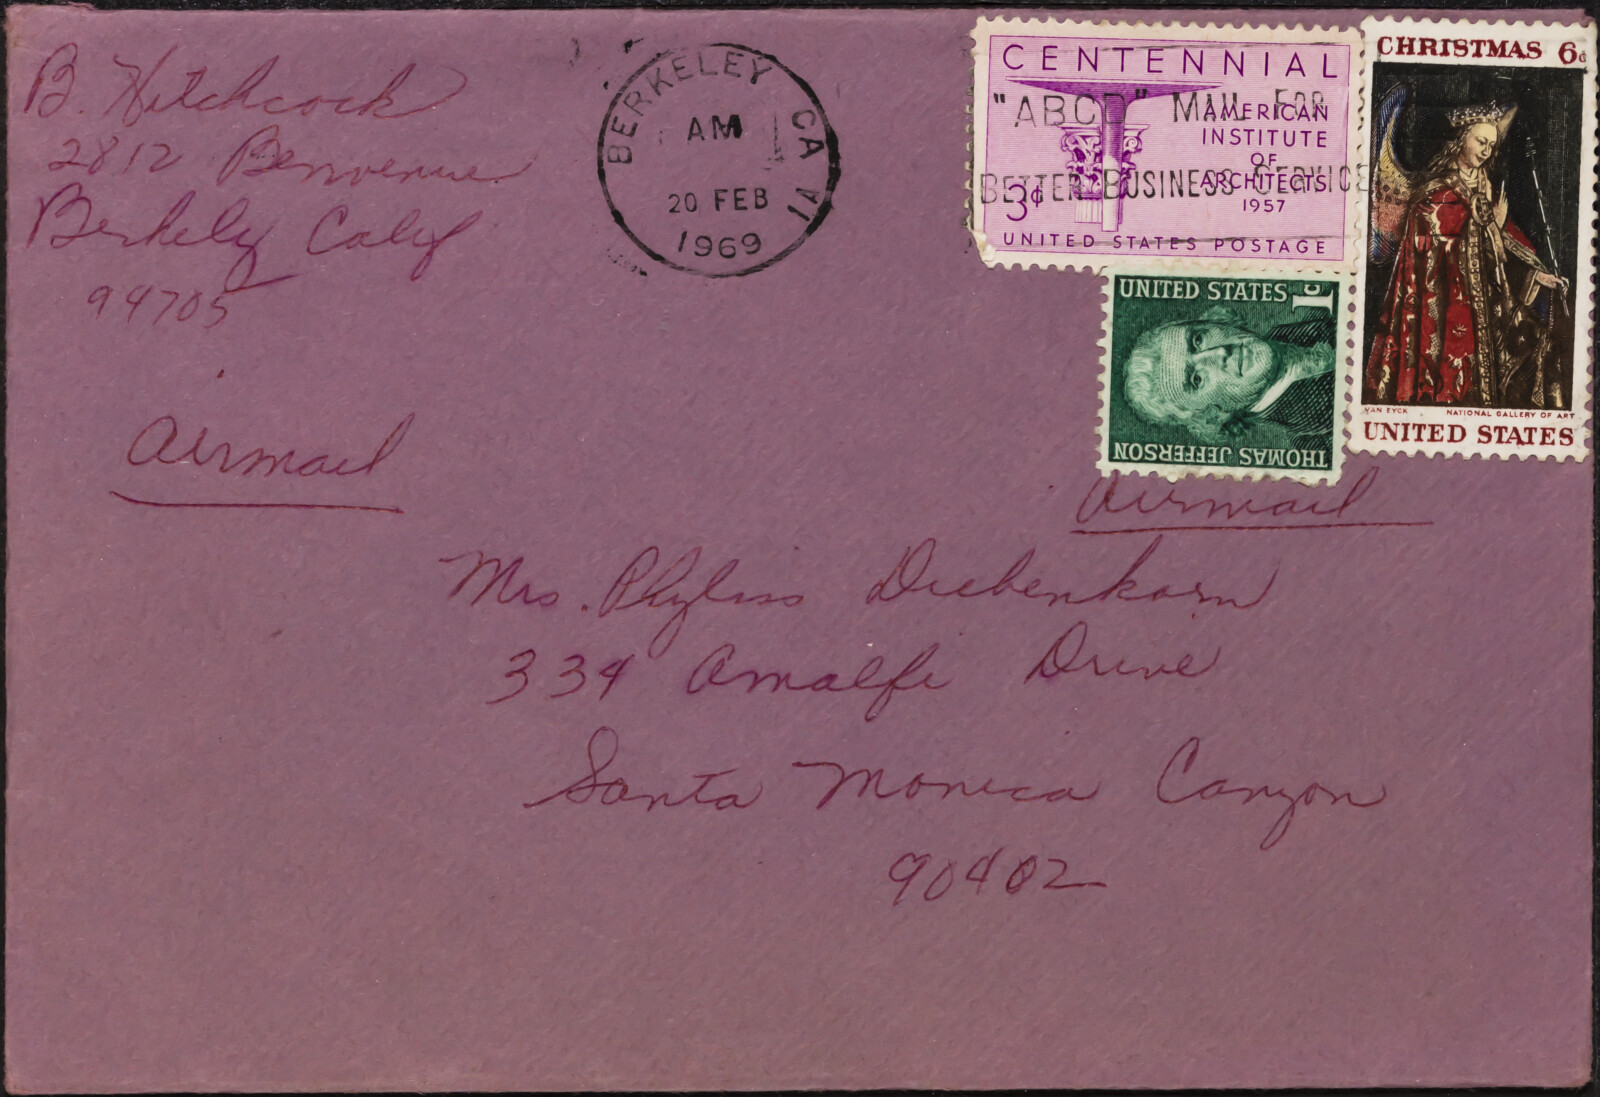 B. Hitchcock
2812 Benvenue
Berkely Calif
94705
BERKELEY CA
AM
20 FEB
1969
"ABCD" MAIL FOR
BETTER BUSINESS SERVICE
CENTENNIAL
AMERICAN
INSTITUTE
OF
ARCHITECTS
1957
3¢
UNITED STATES POSTAGE
CHRISTMAS 6¢
VAN EYCK NATIONAL GALLERY OF ART
UNITED STATES
UNITED STATES 1¢
THOMAS JEFFERSON
Airmail
Airmail
Mrs. Phyliss Diebenkorn
334 Amalfi Drive
Santa Monica Canyon
90402